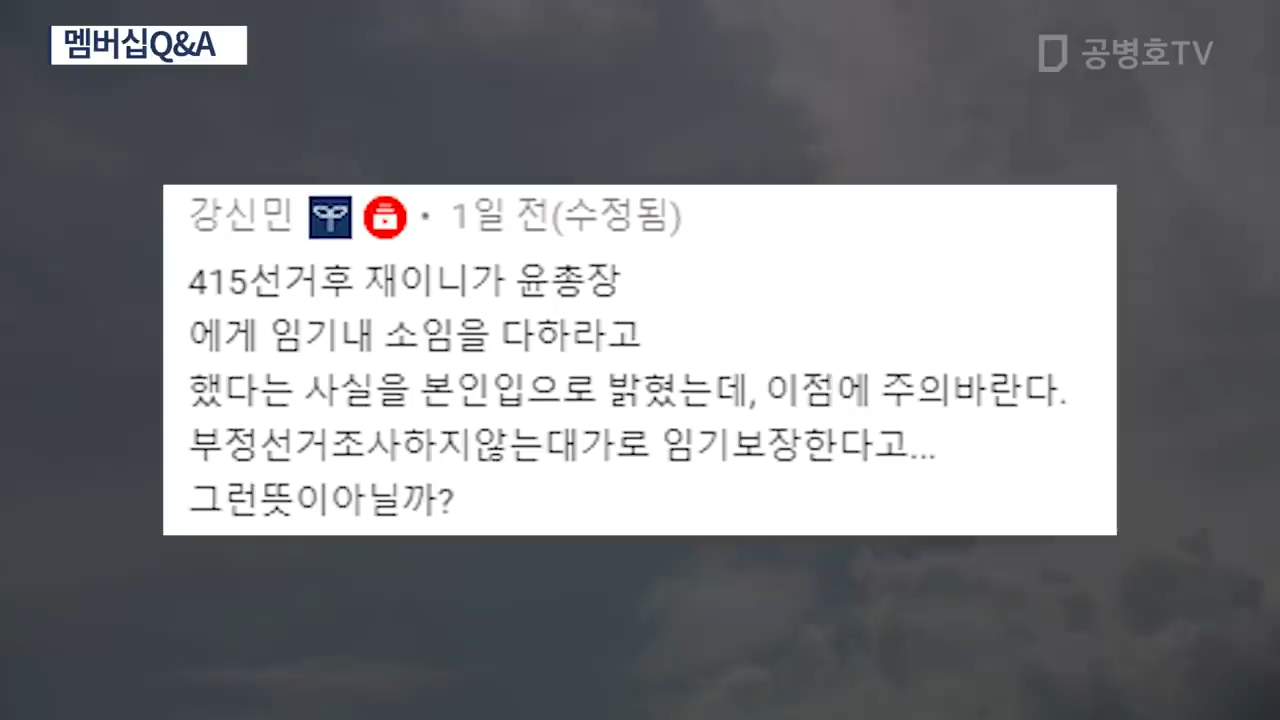 멤버십Q&A
공병호TV
강신민 • 1일 전(수정됨)
415선거후 재이니가 윤총장
에게 임기내 소임을 다하라고
했다는 사실을 본인입으로 밝혔는데, 이점에 주의바란다.
부정선거조사하지않는대가로 임기보장한다고...
그런뜻이아닐까?